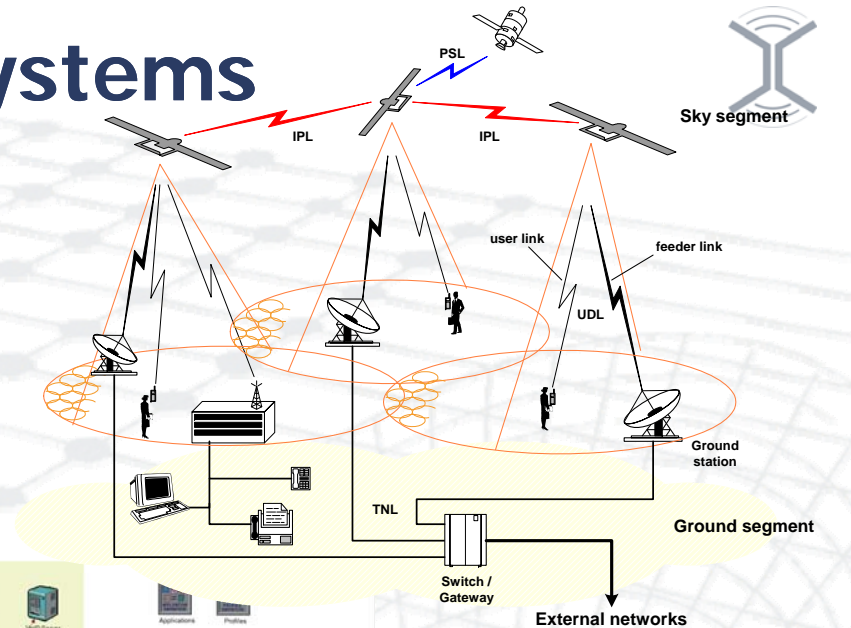 ystems
PSL
Sky segment
IPL
IPL
user link
feeder link
UDL
Ground
station
TNL
Ground segment
Switch /
Gateway
External networks
Applications
Profiles